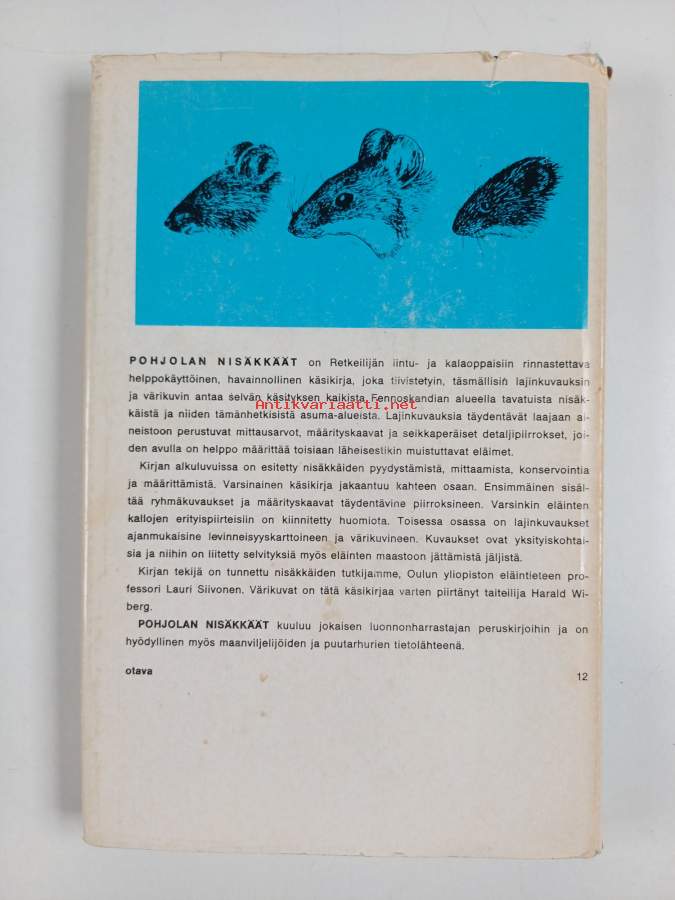 POHJOLAN NISÄKKÄÄT on Retkeilijän lintu- ja kalaoppaisiin rinnastettava
helppokäyttöinen, havainnollinen käsikirja, joka tiivistetyin, täsmällisin lajinkuvauksin
ja värikuvin antaa selvän käsityksen kaikista Fennoskandian alueella tavatuista nisäk-
Antikvariaatti.net
käistä ja niiden tämänhetkisistä asuma-alueista. Lajinkuvauksia täydentävät laajaan ai-
neistoon perustuvat mittausarvot, määrityskaavat ja seikkaperäiset detaljipiirrokset, joi-
den avulla on helppo määrittää toisiaan läheisestikin muistuttavat eläimet.
Kirjan alkuluvuissa on esitetty nisäkkäiden pyydystämistä, mittaamista, konservointia
ja määrittämistä. Varsinainen käsikirja jakaantuu kahteen osaan. Ensimmäinen sisäl-
tää ryhmäkuvaukset ja määrityskaavat täydentävine piirroksineen. Varsinkin eläinten
kallojen erityispiirteisiin on kiinnitetty huomiota. Toisessa osassa on lajinkuvaukset
ajanmukaisine levinneisyyskarttoineen ja värikuvineen. Kuvaukset ovat yksityiskohtai-
sia ja niihin on liitetty selvityksiä myös eläinten maastoon jättämistä jäljistä.
Kirjan tekijä on tunnettu nisäkkäiden tutkijamme, Oulun yliopiston eläintieteen pro-
fessori Lauri Siivonen. Värikuvat on tätä käsikirjaa varten piirtänyt taiteilija Harald Wi-
berg.
POHJOLAN NISÄKKÄÄT kuuluu jokaisen luonnonharrastajan peruskirjoihin ja on
hyödyllinen myös maanviljelijöiden ja puutarhurien tietolähteenä.
otava 12